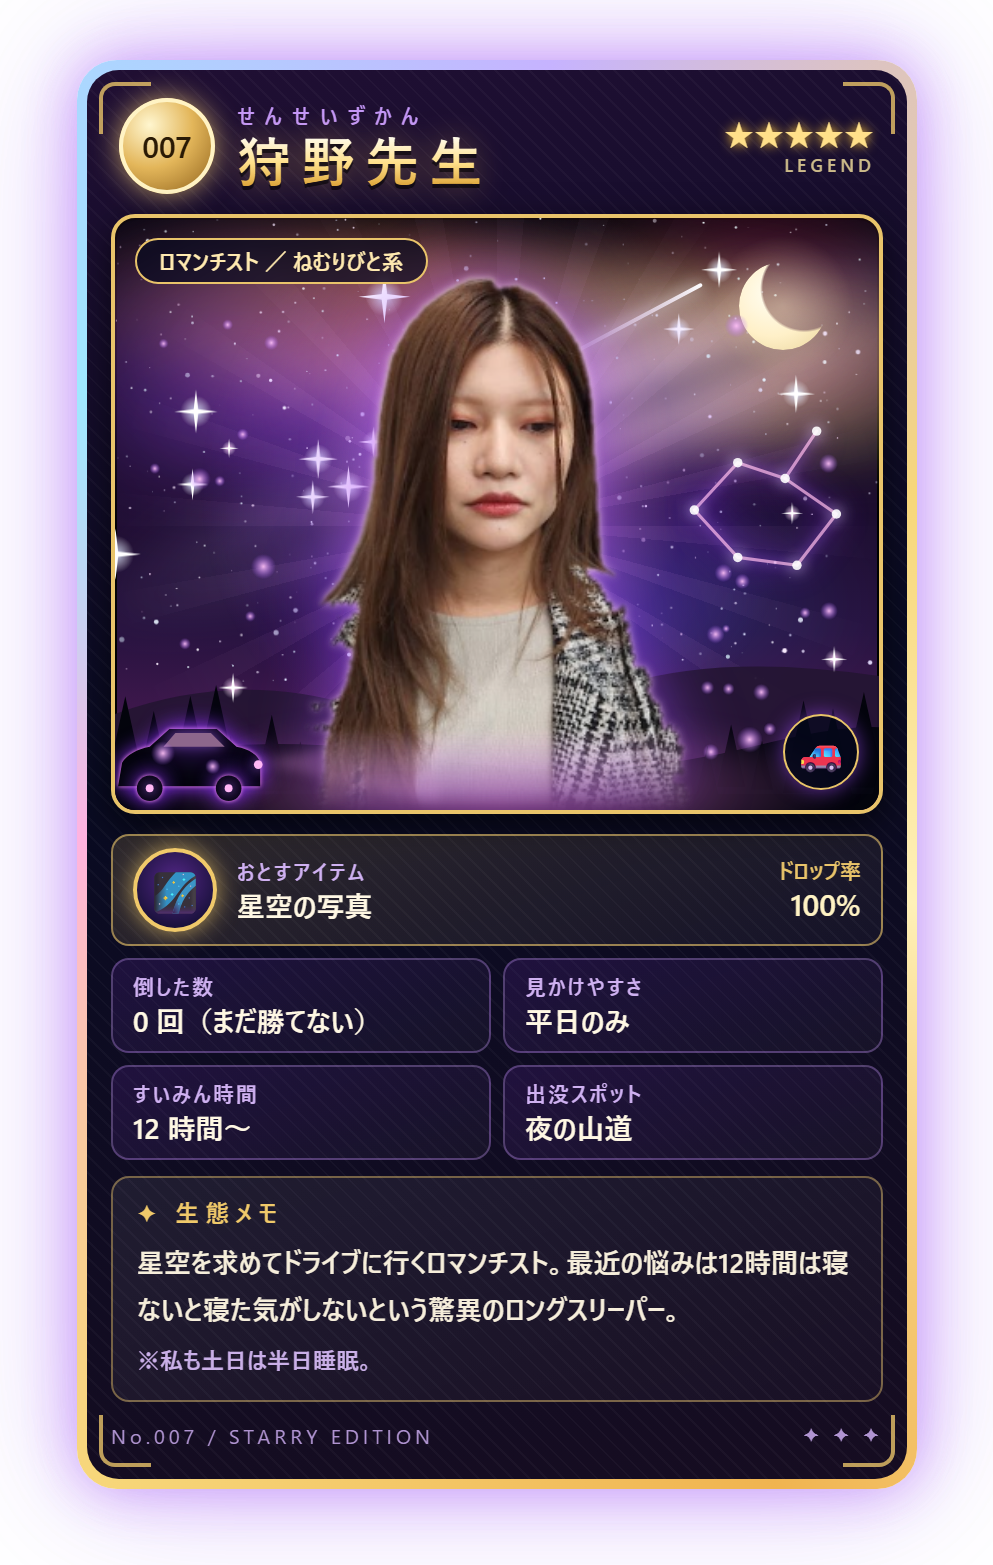 007
せんせいずかん
狩野先生
★★★★★
LEGEND
ロマンチスト ／ ねむりびと系
おとすアイテム
星空の写真
ドロップ率
100%
倒した数
0 回（まだ勝てない）
見かけやすさ
平日のみ
すいみん時間
12 時間〜
出没スポット
夜の山道
✦ 生態メモ
星空を求めてドライブに行くロマンチスト。最近の悩みは12時間は寝
ないと寝た気がしないという驚異のロングスリーパー。
※私も土日は半日睡眠。
No.007 / STARRY EDITION
✦ ✦ ✦